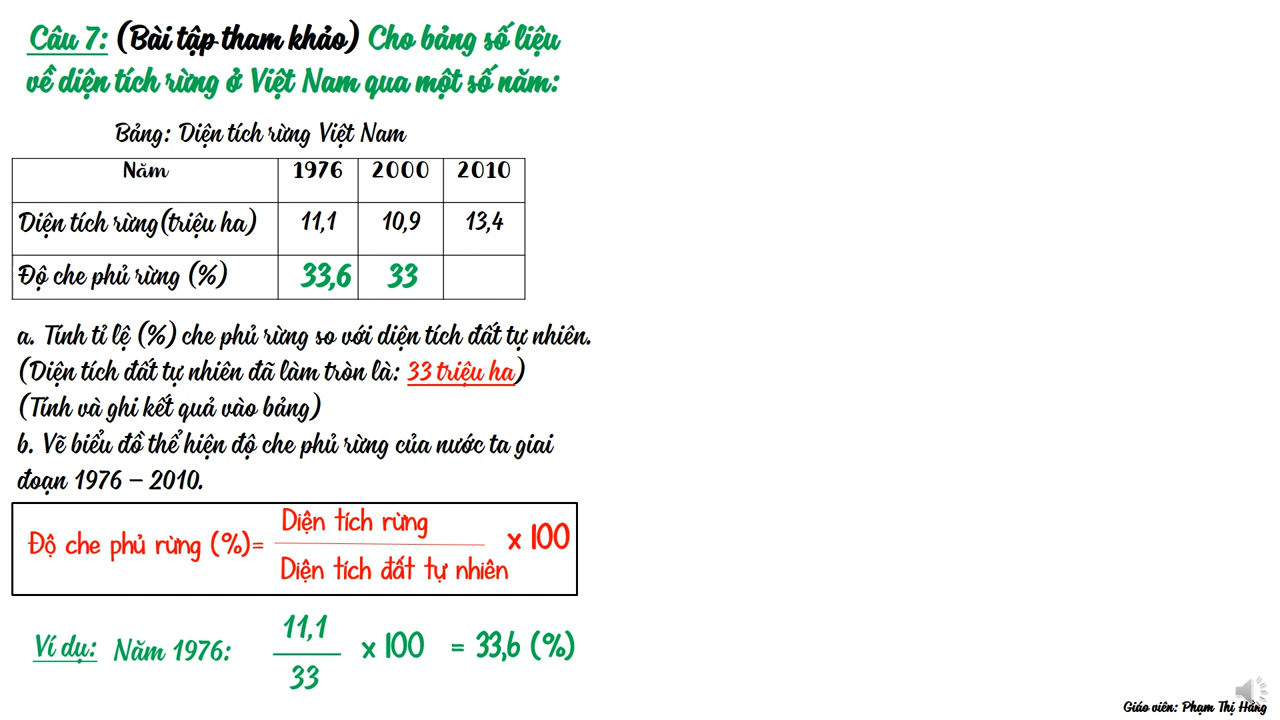 Câu 7: (Bài tập tham khảo) Cho bảng số liệu
về diện tích rừng ở Việt Nam qua một số năm:
Bảng: Diện tích rừng Việt Nam
Năm 1976 2000 2010
Diện tích rừng(triệu ha) 11,1 10,9 13,4
Độ che phủ rừng (%) 33,6 33
a. Tính tỉ lệ (%) che phủ rừng so với diện tích đất tự nhiên.
(Diện tích đất tự nhiên đã làm tròn là: 33 triệu ha)
(Tính và ghi kết quả vào bảng)
b. Vẽ biểu đồ thể hiện độ che phủ rừng của nước ta giai
đoạn 1976 – 2010.
Diện tích rừng
Độ che phủ rừng (%)= x 100
Diện tích đất tự nhiên
11,1
Ví dụ: Năm 1976: x 100 = 33,6 (%)
33
Giáo viên: Phạm Thị Hằng